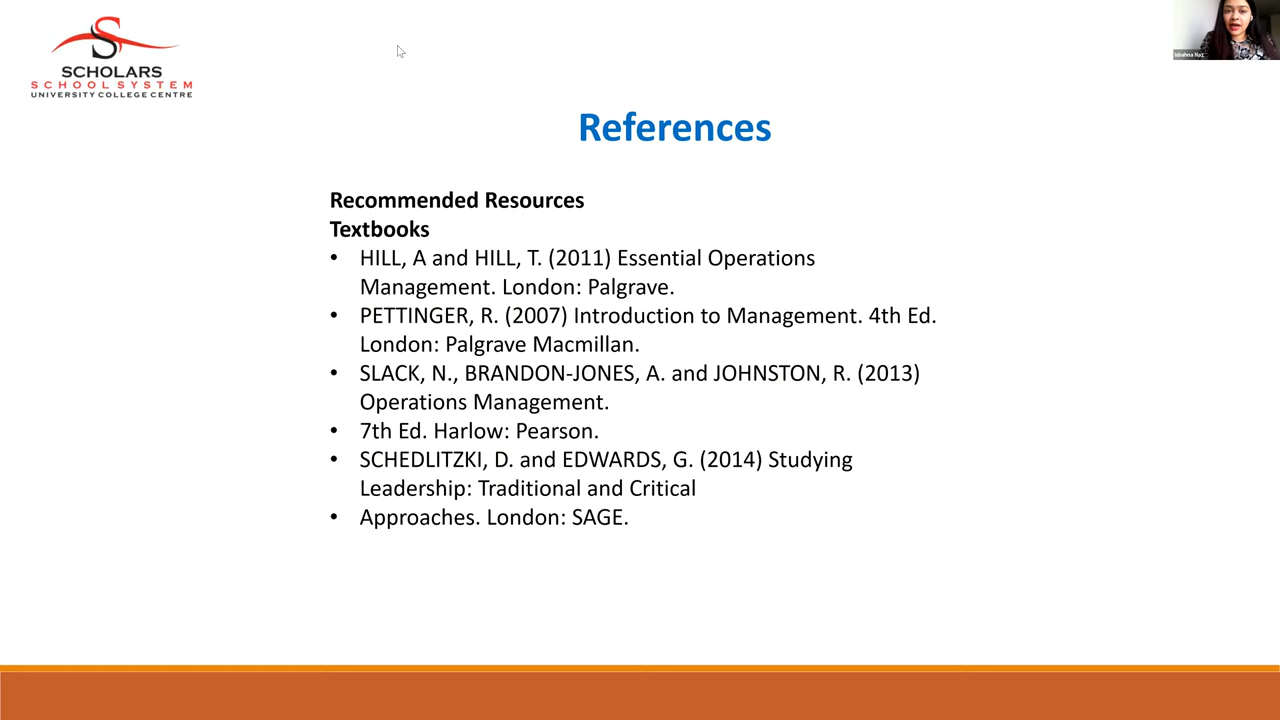 SCHOLARS
SCHOOL SYSTEM
UNIVERSITY COLLEGE CENTRE
Isbahna Naz
References
Recommended Resources
Textbooks
• HILL, A and HILL, T. (2011) Essential Operations
Management. London: Palgrave.
• PETTINGER, R. (2007) Introduction to Management. 4th Ed.
London: Palgrave Macmillan.
• SLACK, N., BRANDON-JONES, A. and JOHNSTON, R. (2013)
Operations Management.
• 7th Ed. Harlow: Pearson.
• SCHEDLITZKI, D. and EDWARDS, G. (2014) Studying
Leadership: Traditional and Critical
• Approaches. London: SAGE.